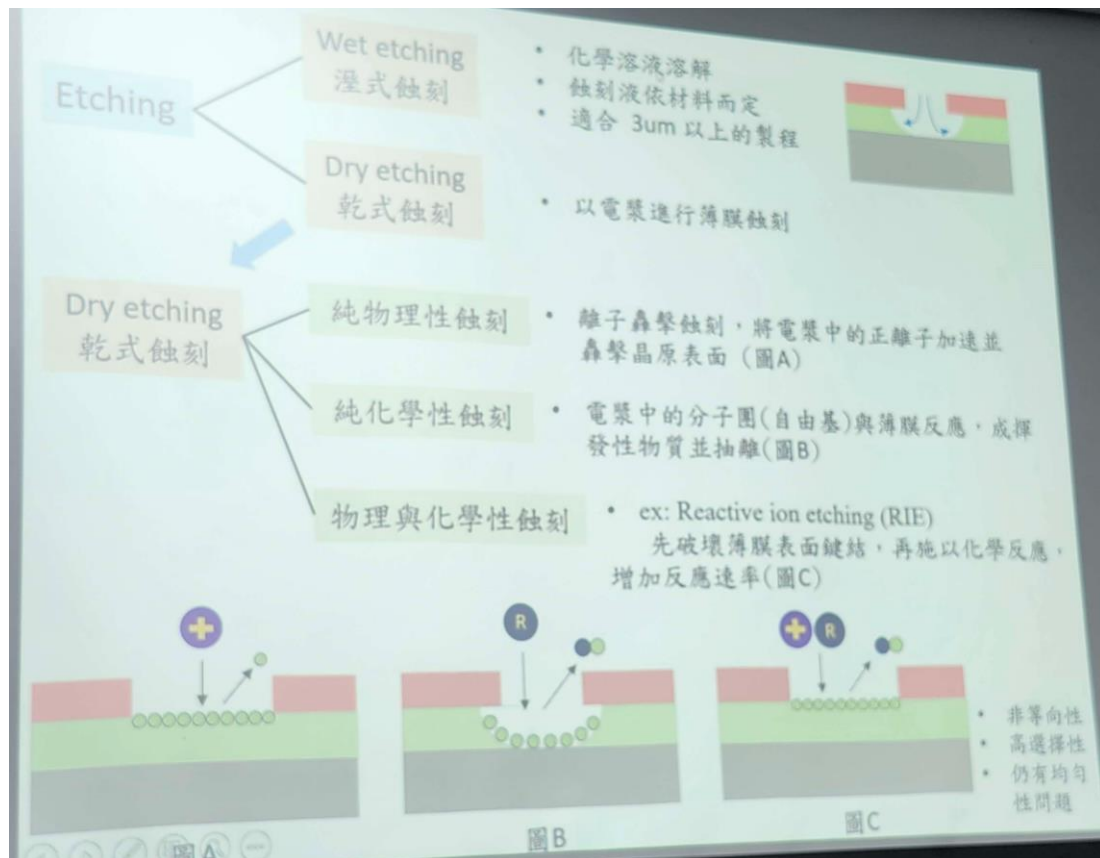 Etching
Wet etching
溼式蝕刻
• 化學溶液溶解
• 蝕刻液依材料而定
• 適合 3um 以上的製程
Dry etching
乾式蝕刻
• 以電漿進行薄膜蝕刻
Dry etching
乾式蝕刻
純物理性蝕刻
• 離子轟擊蝕刻，將電漿中的正離子加速並
轟擊晶原表面 (圖A)
純化學性蝕刻
• 電漿中的分子團(自由基)與薄膜反應，成揮
發性物質並抽離(圖B)
物理與化學性蝕刻
• ex: Reactive ion etching (RIE)
先破壞薄膜表面鍵結，再施以化學反應，
增加反應速率(圖C)
R
R
• 非等向性
• 高選擇性
• 仍有均勻
性問題
圖A
圖B
圖C